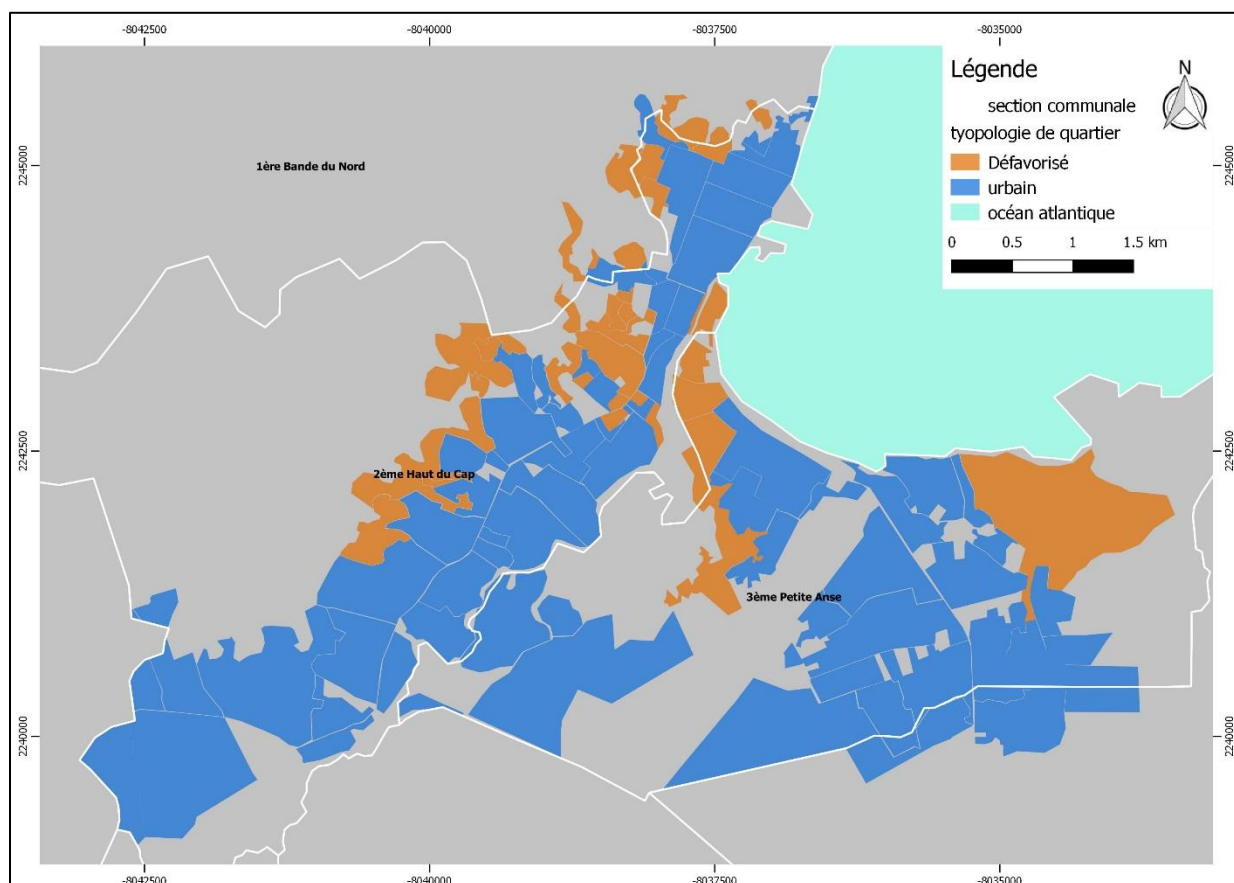 -8042500 -8040000 -8037500 -8035000
Légende
N
section communale
tyopologie de quartier
Défavorisé
urbain
océan atlantique
0 0.5 1 1.5 km
2245000 2245000
1ère Bande du Nord
2242500 2242500
2ème Haut du Cap
3ème Petite Anse
2240000 2240000
-8042500 -8040000 -8037500 -8035000